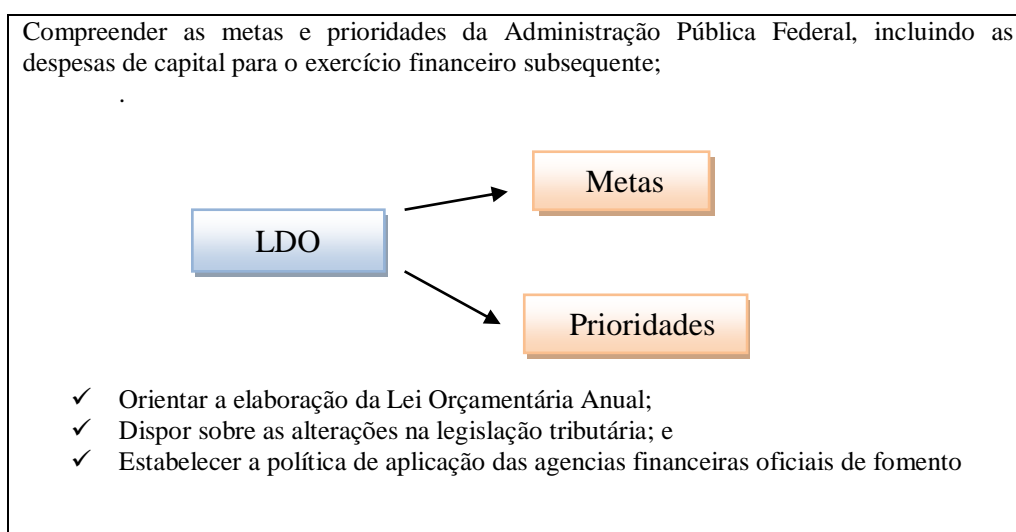 Compreender as metas e prioridades da Administração Pública Federal, incluindo as
despesas de capital para o exercício financeiro subsequente;
.
Metas
LDO
Prioridades
✓ Orientar a elaboração da Lei Orçamentária Anual;
✓ Dispor sobre as alterações na legislação tributária; e
✓ Estabelecer a política de aplicação das agencias financeiras oficiais de fomento